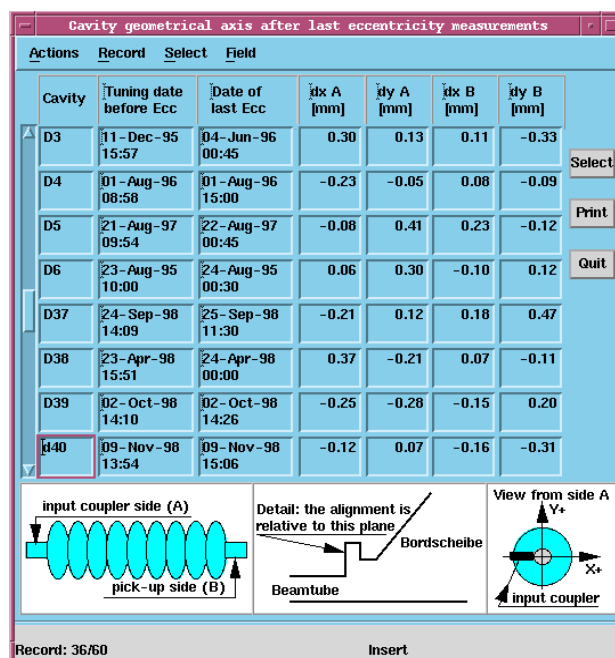 Cavity geometrical axis after last eccentricity measurements
Actions Record Select Field
Cavity Tuning date before Ecc Date of last Ecc dx A [mm] dy A [mm] dx B [mm] dy B [mm]
D3 11-Dec-95 15:57 04-Jun-96 00:45 0.30 0.13 0.11 -0.33
D4 01-Aug-96 08:58 01-Aug-96 15:00 -0.23 -0.05 0.08 -0.09
D5 21-Aug-97 09:54 22-Aug-97 00:45 -0.08 0.41 0.23 -0.12
D6 23-Aug-95 10:00 24-Aug-95 00:30 0.06 0.30 -0.10 0.12
D37 24-Sep-98 14:09 25-Sep-98 11:30 -0.21 0.12 0.18 0.47
D38 23-Apr-98 15:51 24-Apr-98 00:00 0.37 -0.21 0.07 -0.11
D39 02-Oct-98 14:10 02-Oct-98 14:26 -0.25 -0.28 -0.15 0.20
d40 09-Nov-98 13:54 09-Nov-98 15:06 -0.12 0.07 -0.16 -0.31
Select
Print
Quit
input coupler side (A)
pick-up side (B)
Detail: the alignment is
relative to this plane
Bordscheibe
Beamtube
View from side A
Y+
X+
input coupler
Record: 36/60 Insert